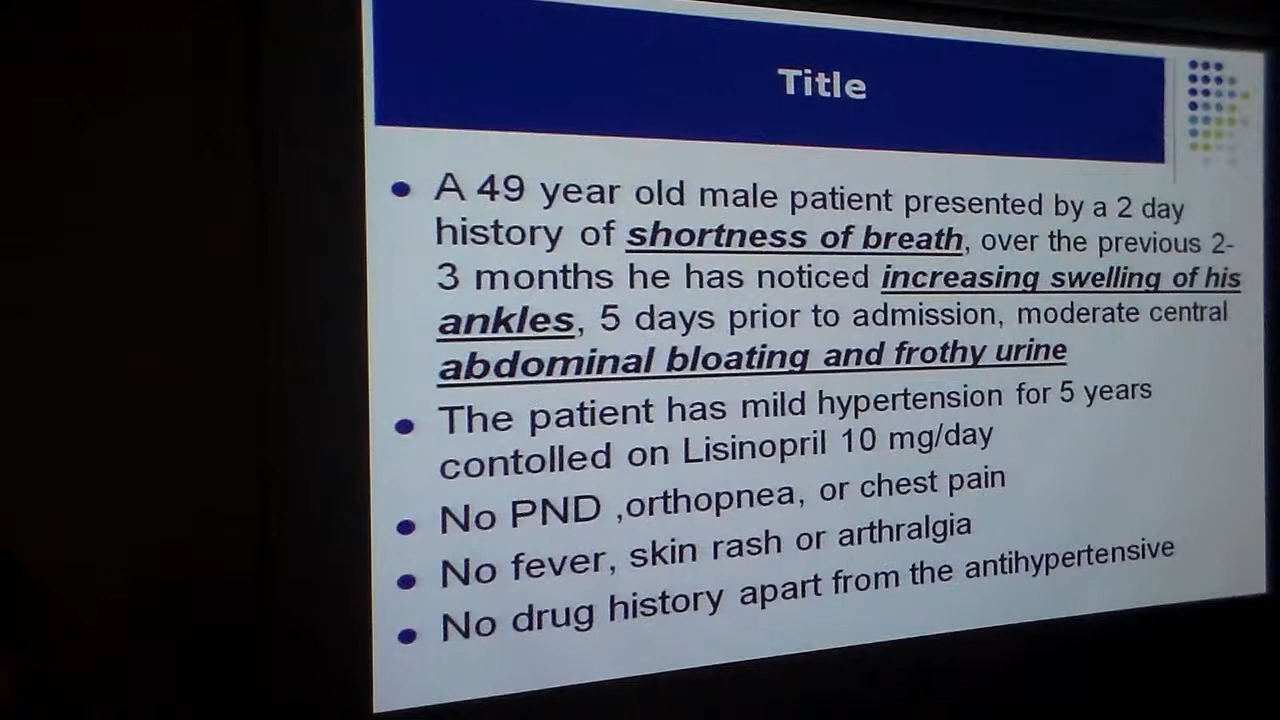 Title
A 49 year old male patient presented by a 2 day
history of shortness of breath, over the previous 2-
3 months he has noticed increasing swelling of his
ankles, 5 days prior to admission, moderate central
abdominal bloating and frothy urine
The patient has mild hypertension for 5 years
contolled on Lisinopril 10 mg/day
No PND ,orthopnea, or chest pain
No fever, skin rash or arthralgia
No drug history apart from the antihypertensive